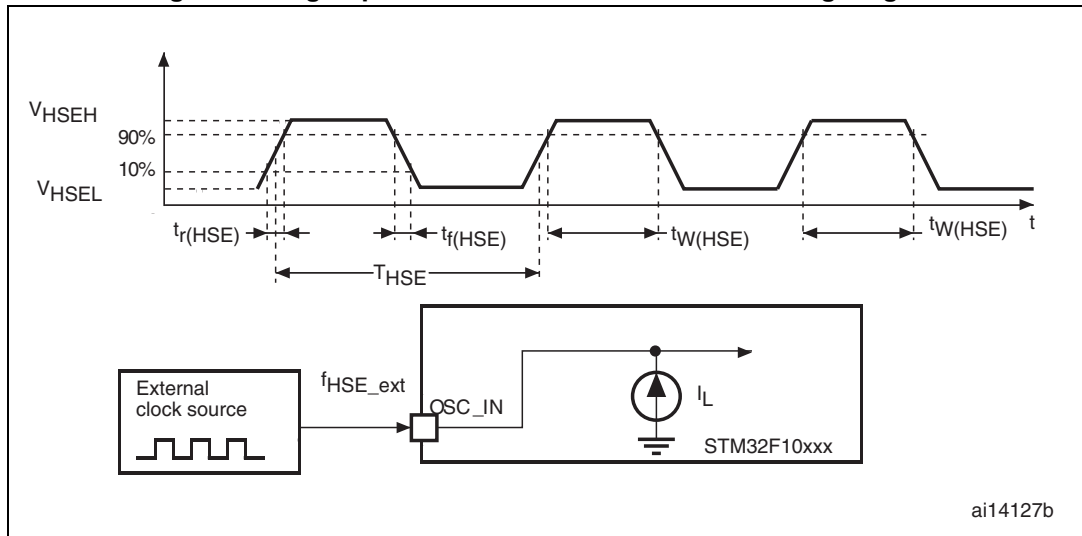 VHSEH
90%
10%
VHSEL
tr(HSE)
tf(HSE)
tW(HSE)
tW(HSE)
t
THSE
External
clock source
fHSE_ext
OSC_IN
IL
STM32F10xxx
ai14127b